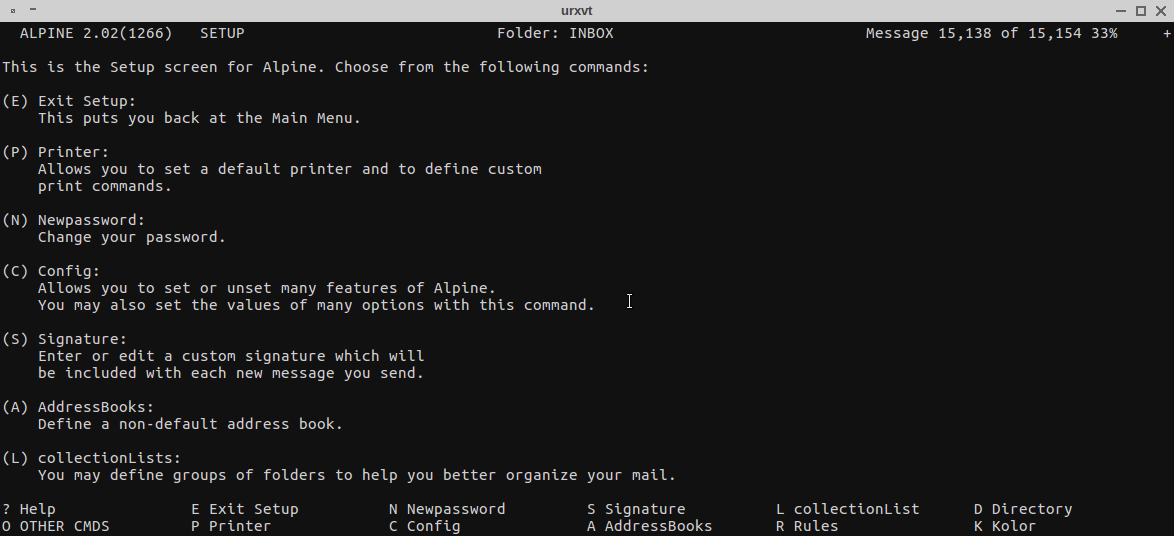 urxvt
ALPINE 2.02(1266)   SETUP                            Folder: INBOX                            Message 15,138 of 15,154 33%     +
This is the Setup screen for Alpine. Choose from the following commands:
(E) Exit Setup:
    This puts you back at the Main Menu.
(P) Printer:
    Allows you to set a default printer and to define custom
    print commands.
(N) Newpassword:
    Change your password.
(C) Config:
    Allows you to set or unset many features of Alpine.
    You may also set the values of many options with this command.
(S) Signature:
    Enter or edit a custom signature which will
    be included with each new message you send.
(A) AddressBooks:
    Define a non-default address book.
(L) collectionLists:
    You may define groups of folders to help you better organize your mail.
? Help               E Exit Setup          N Newpassword         S Signature          L collectionList      D Directory
O OTHER CMDS         P Printer             C Config              A AddressBooks       R Rules               K Kolor